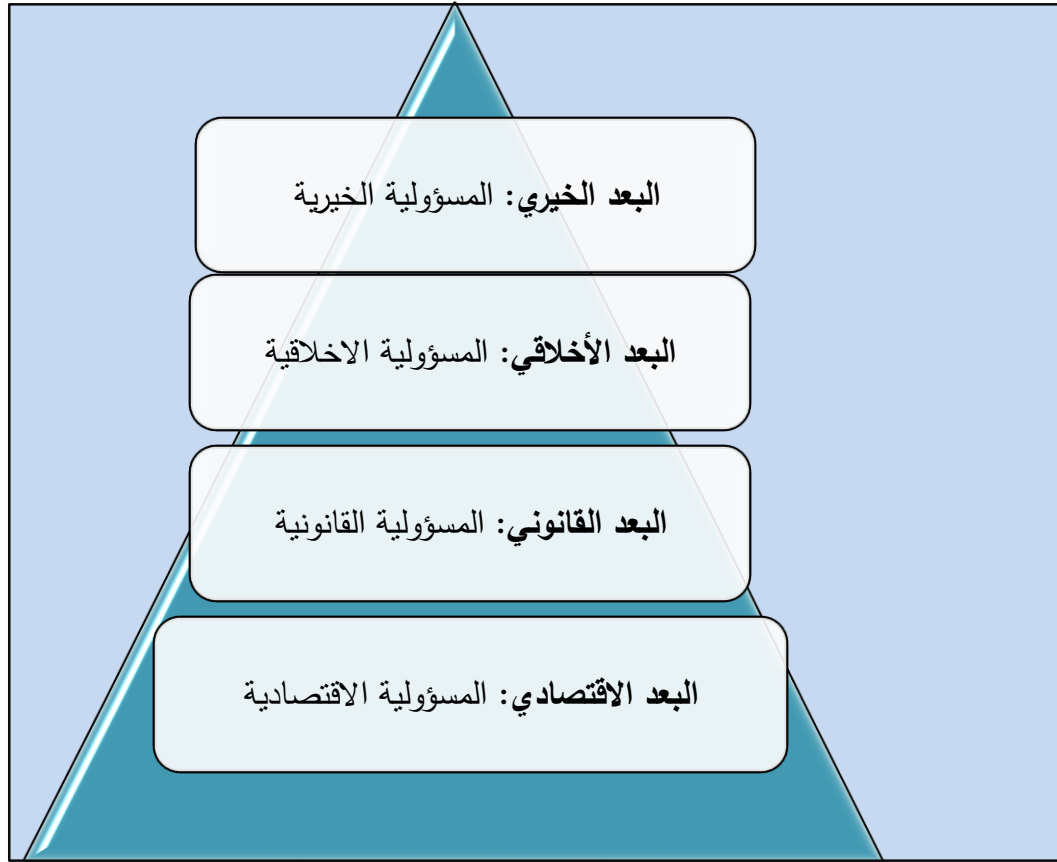 البعد الخيري: المسؤولية الخيرية
البعد الأخلاقي: المسؤولية الاخلاقية
البعد القانوني: المسؤولية القانونية
البعد الاقتصادي: المسؤولية الاقتصادية